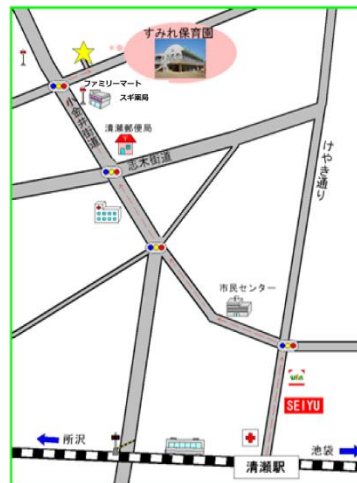 すみれ保育園
ファミリーマート
スギ薬局
小金井街道
清瀬郵便局
志木街道
けやき通り
市民センター
SEIYU
所沢
池袋
清瀬駅